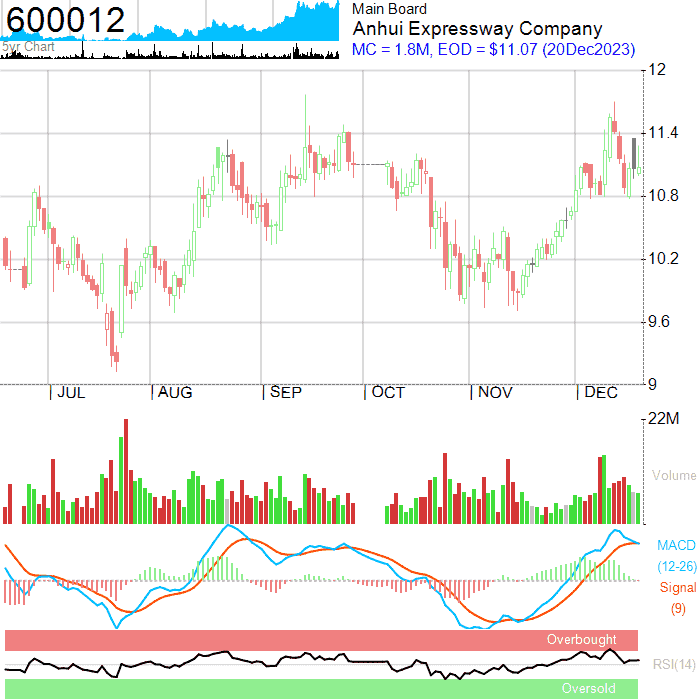 600012
5yr Chart
Main Board
Anhui Expressway Company
MC = 1.8M, EOD = $11.07 (20Dec2023)
12
11.4
10.8
10.2
9.6
9
JUL
AUG
SEP
OCT
NOV
DEC
22M
Volume
MACD
(12-26)
Signal
(9)
Overbought
RSI(14)
Oversold